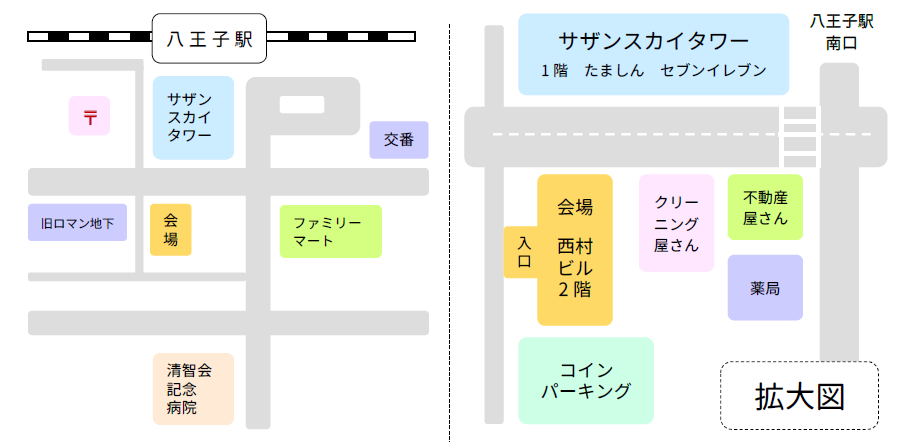 八王子駅
〒
サザン
スカイ
タワー
交番
旧ロマン地下
会
場
ファミリー
マート
清智会
記念
病院
八王子駅
南口
サザンスカイタワー
1階 たましん セブンイレブン
会場
西村
ビル
2階
入
口
クリー
ニング
屋さん
不動産
屋さん
薬局
コイン
パーキング
拡大図